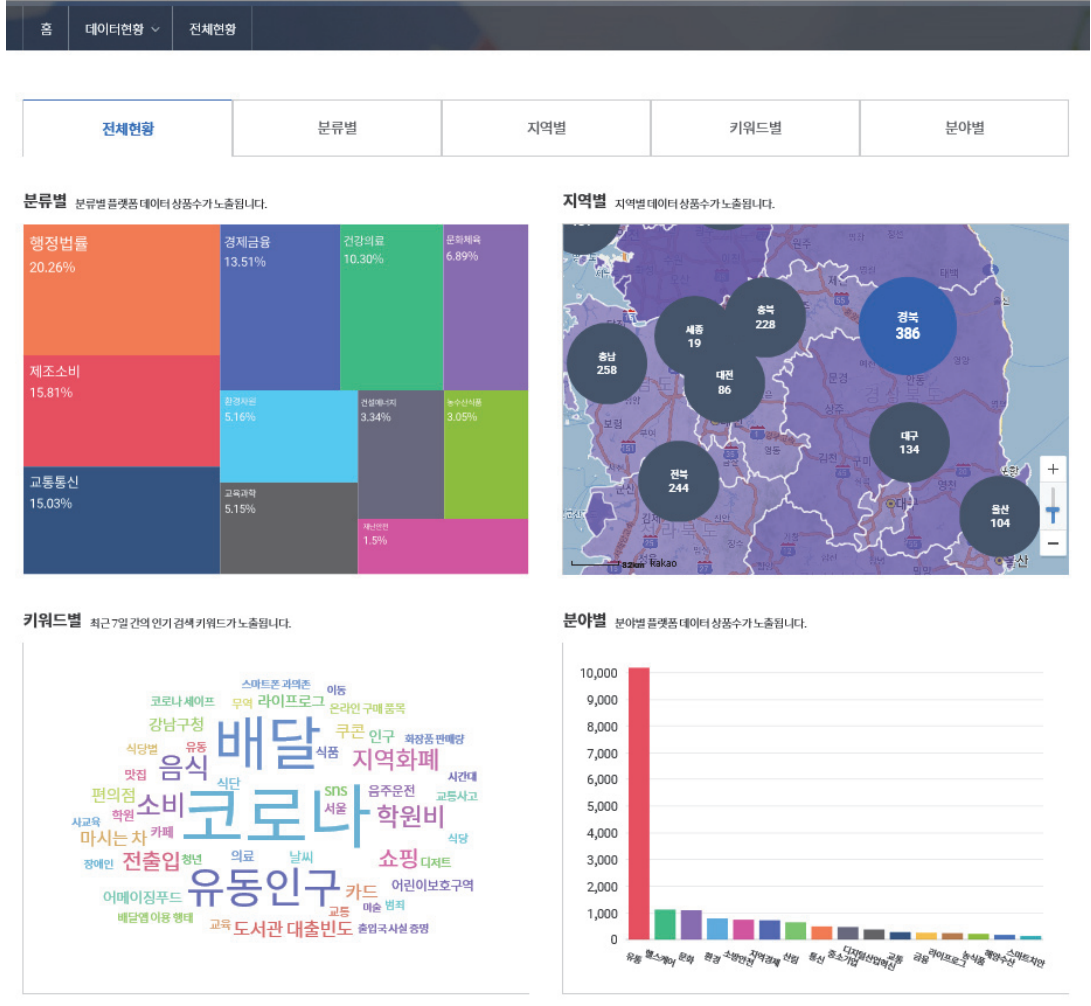 홈 데이터현황 전체현황
전체현황 분류별 지역별 키워드별 분야별
분류별 분류별 플랫폼 데이터 상품수가 노출됩니다.
행정법률
20.26%
제조소비
15.81%
교통통신
15.03%
경제금융
13.51%
건강의료
10.30%
문화체육
6.89%
환경자원
5.16%
건설에너지
3.34%
농수산식품
3.05%
교육과학
5.15%
재난안전
1.5%
지역별 지역별 데이터 상품수가 노출됩니다.
충북
228
세종
19
경북
386
충남
258
대전
86
대구
134
전북
244
울산
104
+
−
32km kakao
키워드별 최근 7일 간의 인기 검색 키워드가 노출됩니다.
스마트폰 과의존 이동
코로나 세이프 무역 라이프로그 온라인 구매 품목
강남구청 배달 쿠콘 인구 화장품 판매량
식당별 유동 식품 지역화폐
맛집 음식 식단 시간대
편의점 소비 sns 음주운전 교통사고
사교육 학원 코로나 서울 학원비
마시는 차 카페 식당
장애인 전출입 청년 의료 날씨 쇼핑 디저트
어메이징푸드 유동인구 카드 어린이보호구역
배달앱 이용 행태 교통 미술 범죄
교육 도서관 대출빈도 출입국사실 증명
분야별 분야별 플랫폼 데이터 상품수가 노출됩니다.
10,000
9,000
8,000
7,000
6,000
5,000
4,000
3,000
2,000
1,000
0
유통 헬스케어 문화 환경 소방안전 지역경제 산림 통신 중소기업 디지털산업혁신 교통 금융 라이프로그 농식품 해양수산 스마트치안